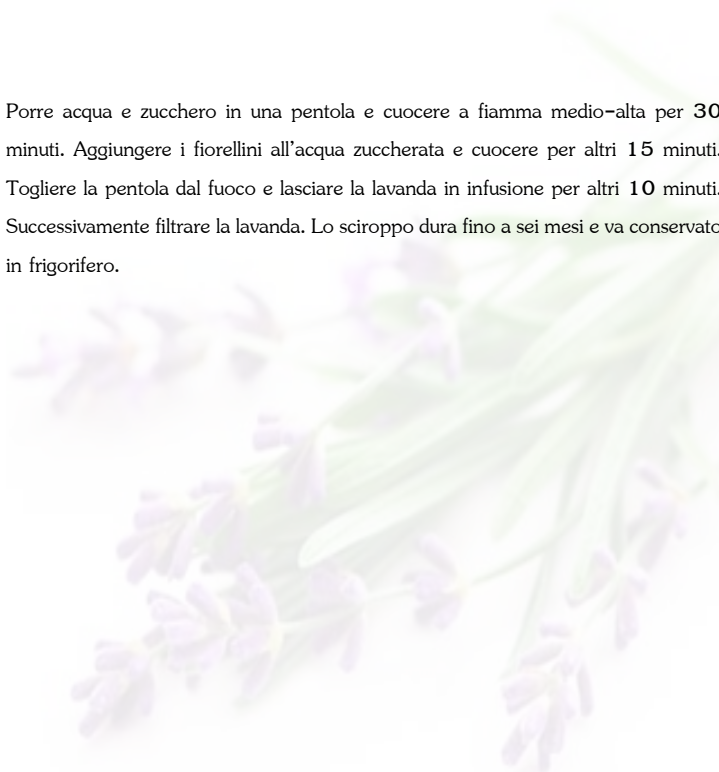 Porre acqua e zucchero in una pentola e cuocere a fiamma medio-alta per 30
minuti. Aggiungere i fiorellini all'acqua zuccherata e cuocere per altri 15 minuti.
Togliere la pentola dal fuoco e lasciare la lavanda in infusione per altri 10 minuti.
Successivamente filtrare la lavanda. Lo sciroppo dura fino a sei mesi e va conservato
in frigorifero.